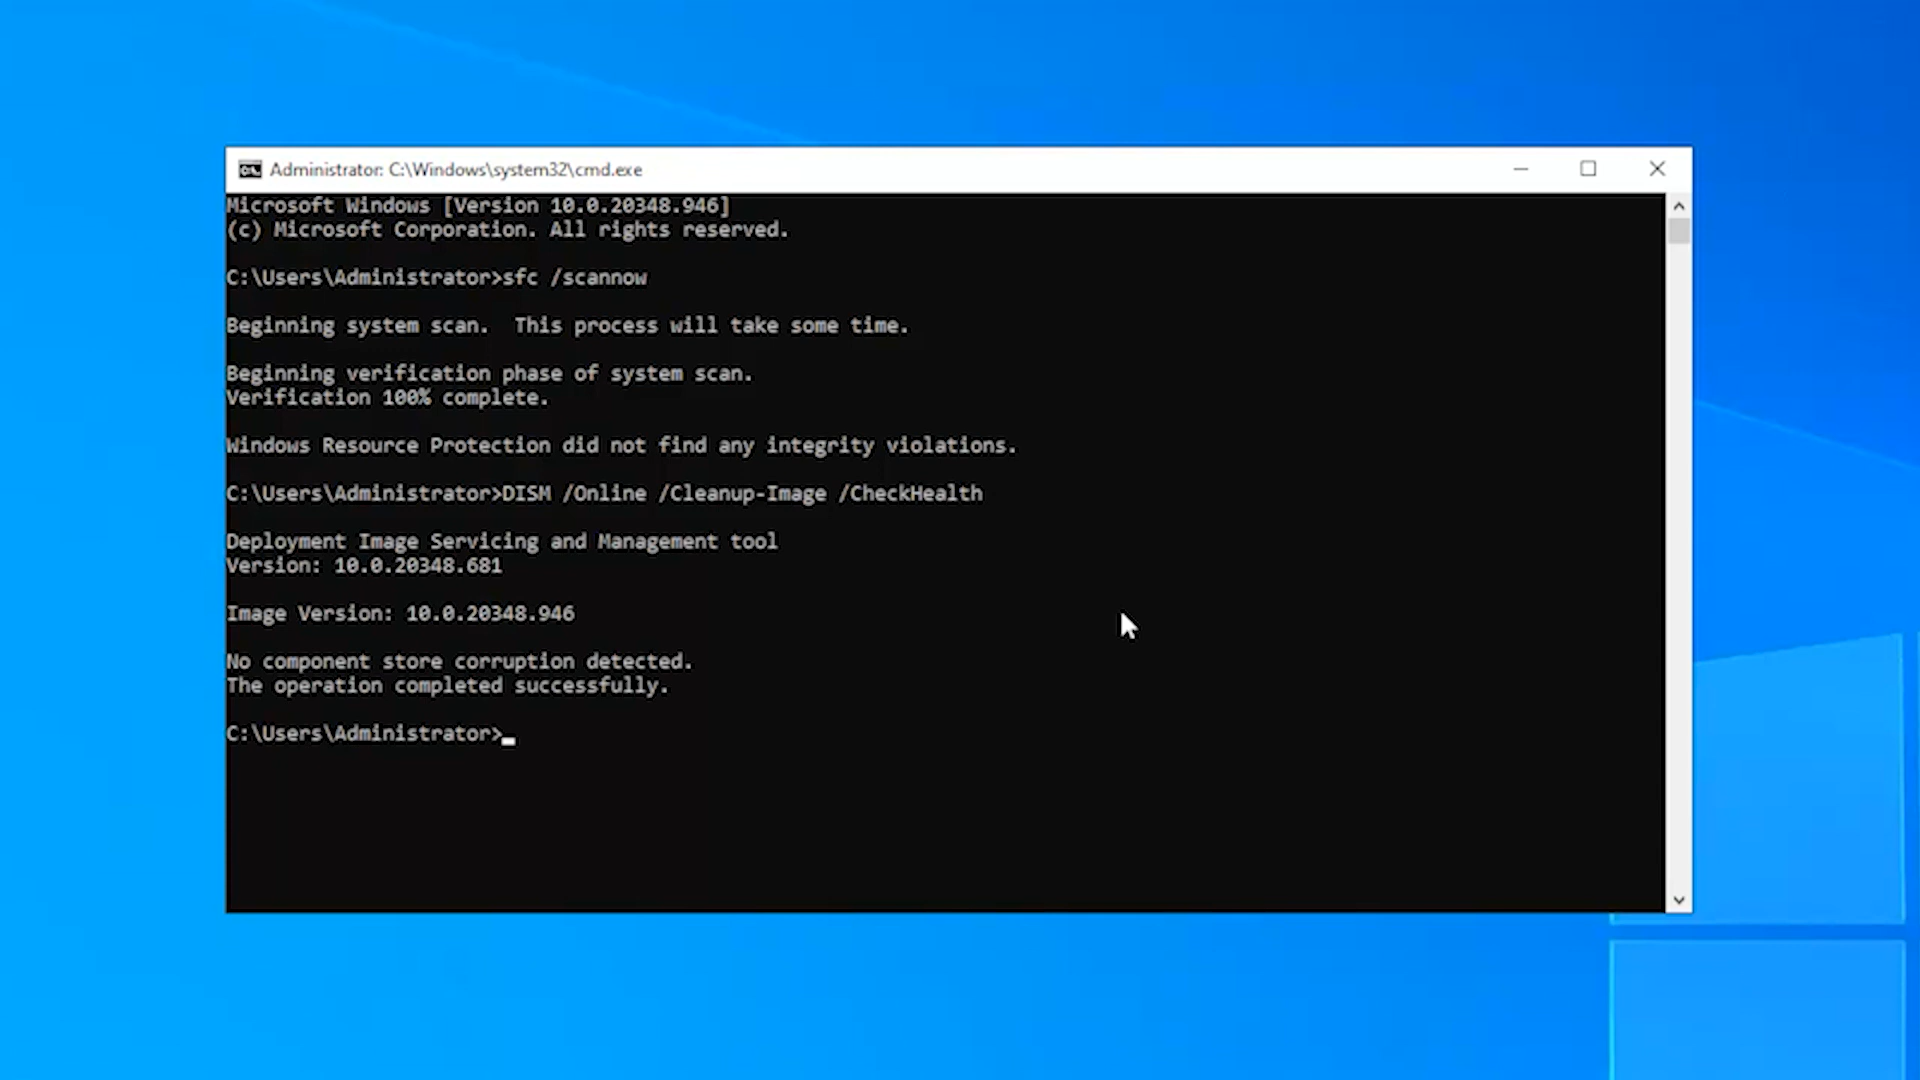 Administrator: C:\Windows\system32\cmd.exe
Microsoft Windows [Version 10.0.20348.946]
(c) Microsoft Corporation. All rights reserved.
C:\Users\Administrator>sfc /scannow
Beginning system scan.  This process will take some time.
Beginning verification phase of system scan.
Verification 100% complete.
Windows Resource Protection did not find any integrity violations.
C:\Users\Administrator>DISM /Online /Cleanup-Image /CheckHealth
Deployment Image Servicing and Management tool
Version: 10.0.20348.681
Image Version: 10.0.20348.946
No component store corruption detected.
The operation completed successfully.
C:\Users\Administrator>